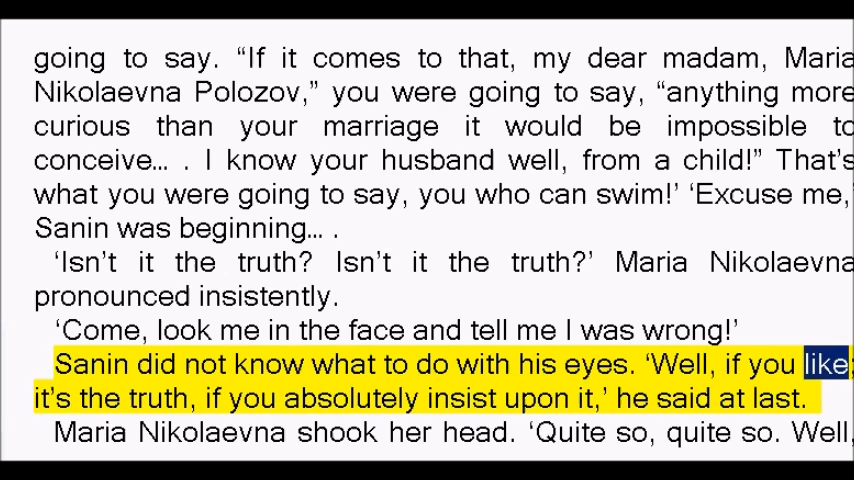 going to say. “If it comes to that, my dear madam, Maria
Nikolaevna Polozov,” you were going to say, “anything more
curious than your marriage it would be impossible to
conceive... . I know your husband well, from a child!” That’s
what you were going to say, you who can swim!’ ‘Excuse me,’
Sanin was beginning... .
‘Isn’t it the truth? Isn’t it the truth?’ Maria Nikolaevna
pronounced insistently.
‘Come, look me in the face and tell me I was wrong!’
Sanin did not know what to do with his eyes. ‘Well, if you like;
it’s the truth, if you absolutely insist upon it,’ he said at last.
Maria Nikolaevna shook her head. ‘Quite so, quite so. Well,